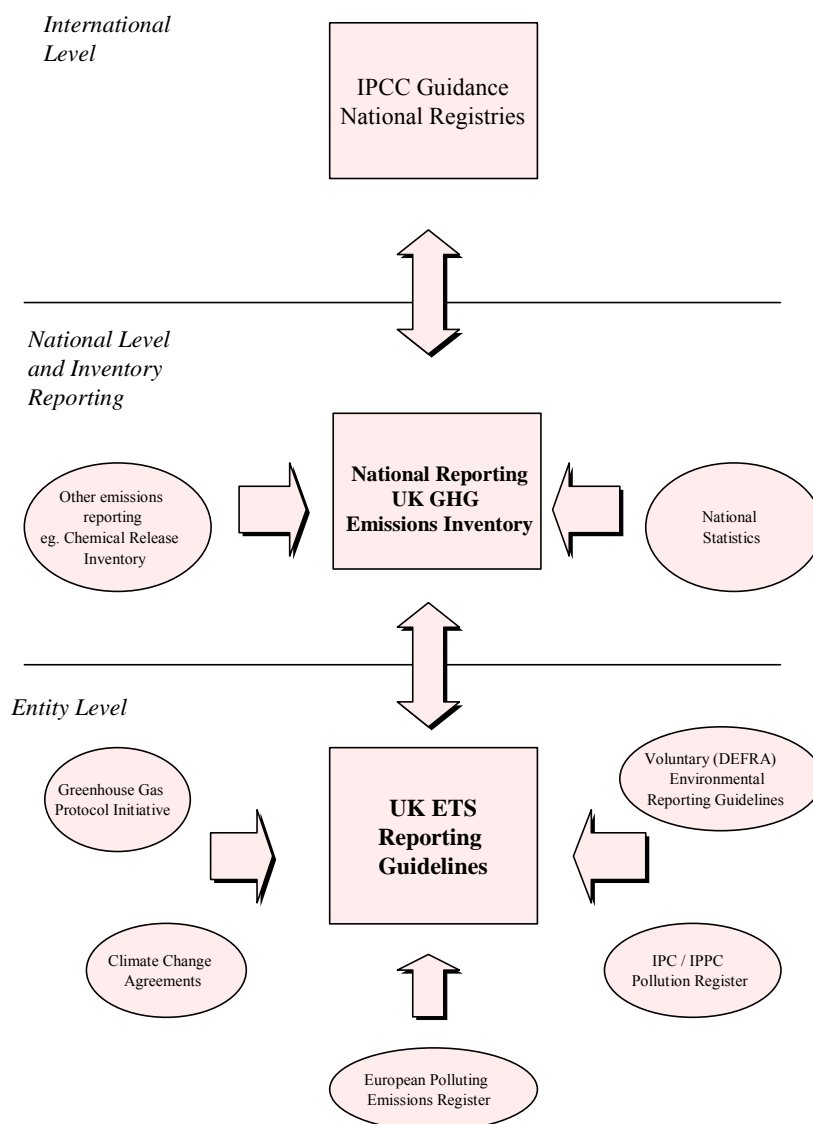 International
Level
IPCC Guidance
National Registries
National Level
and Inventory
Reporting
Other emissions
reporting
eg. Chemical Release
Inventory
National Reporting
UK GHG
Emissions Inventory
National
Statistics
Entity Level
Greenhouse Gas
Protocol Initiative
UK ETS
Reporting
Guidelines
Voluntary (DEFRA)
Environmental
Reporting Guidelines
Climate Change
Agreements
IPC / IPPC
Pollution Register
European Polluting
Emissions Register